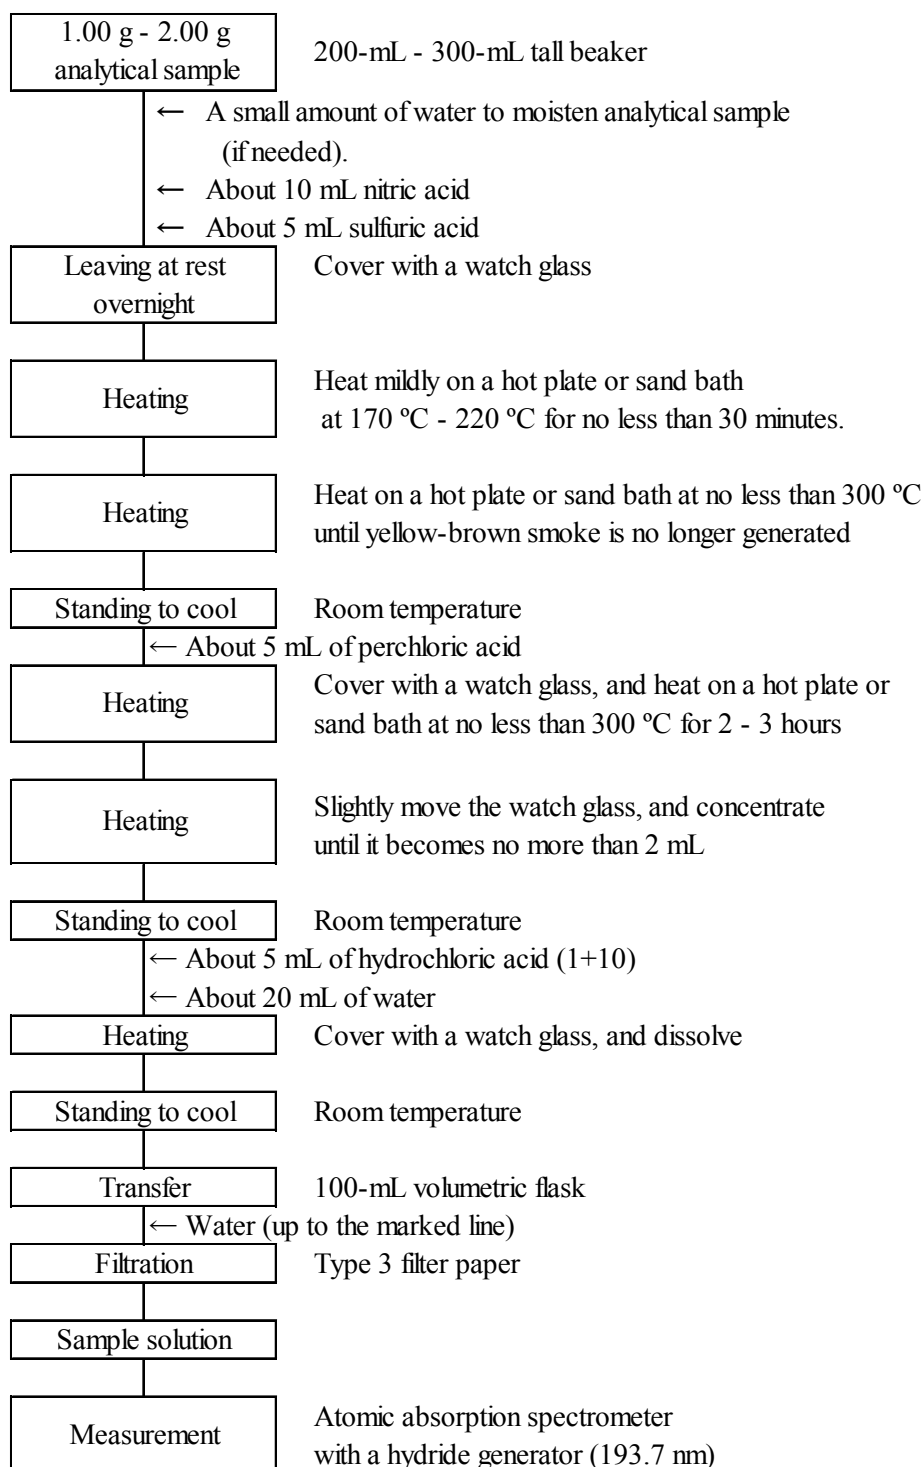 1.00 g - 2.00 g
analytical sample
200-mL - 300-mL tall beaker
← A small amount of water to moisten analytical sample
(if needed).
← About 10 mL nitric acid
← About 5 mL sulfuric acid
Leaving at rest
overnight
Cover with a watch glass
Heating
Heat mildly on a hot plate or sand bath
at 170 ºC - 220 ºC for no less than 30 minutes.
Heating
Heat on a hot plate or sand bath at no less than 300 ºC
until yellow-brown smoke is no longer generated
Standing to cool
Room temperature
← About 5 mL of perchloric acid
Heating
Cover with a watch glass, and heat on a hot plate or
sand bath at no less than 300 ºC for 2 - 3 hours
Heating
Slightly move the watch glass, and concentrate
until it becomes no more than 2 mL
Standing to cool
Room temperature
← About 5 mL of hydrochloric acid (1+10)
← About 20 mL of water
Heating
Cover with a watch glass, and dissolve
Standing to cool
Room temperature
Transfer
100-mL volumetric flask
← Water (up to the marked line)
Filtration
Type 3 filter paper
Sample solution
Measurement
Atomic absorption spectrometer
with a hydride generator (193.7 nm)